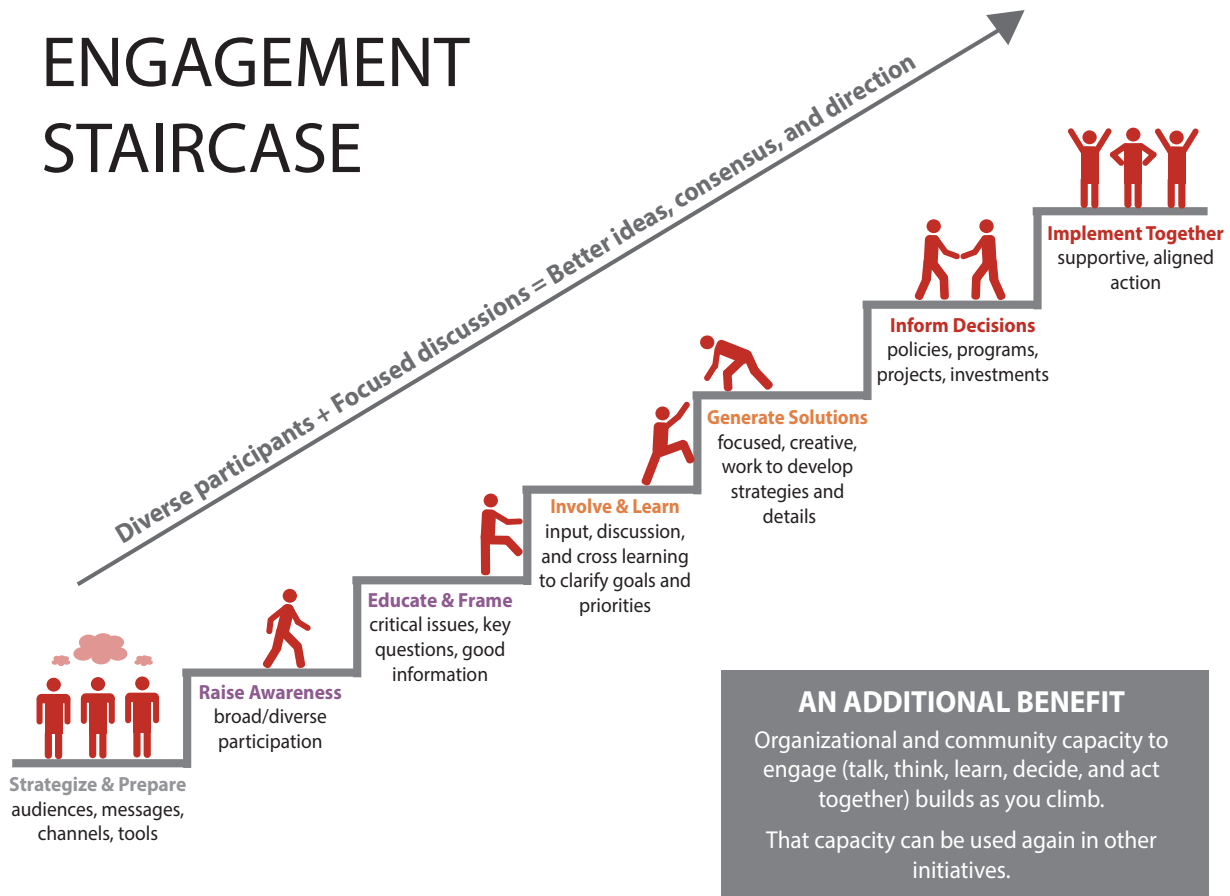 ENGAGEMENT
STAIRCASE
Diverse participants + Focused discussions = Better ideas, consensus, and direction
Strategize & Prepare
audiences, messages,
channels, tools
Raise Awareness
broad/diverse
participation
Educate & Frame
critical issues, key
questions, good
information
Involve & Learn
input, discussion,
and cross learning
to clarify goals and
priorities
Generate Solutions
focused, creative,
work to develop
strategies and
details
Inform Decisions
policies, programs,
projects, investments
Implement Together
supportive, aligned
action
AN ADDITIONAL BENEFIT
Organizational and community capacity to
engage (talk, think, learn, decide, and act
together) builds as you climb.
That capacity can be used again in other
initiatives.